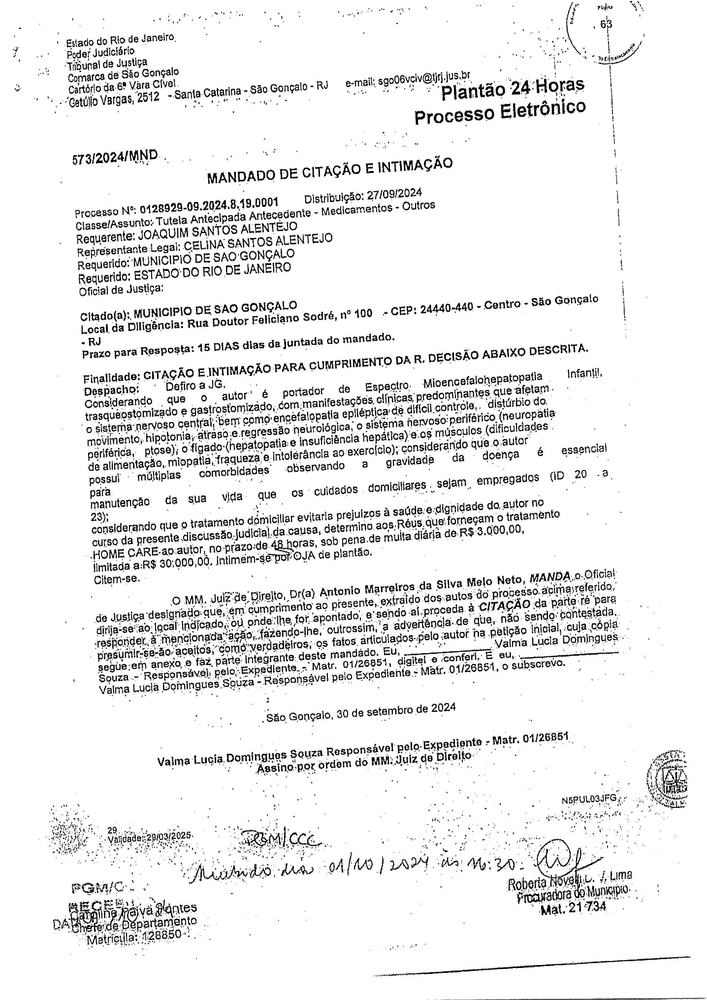 Página
63
Estado do Rio de Janeiro
Poder Judiciário
Tribunal de Justiça
Comarca de São Gonçalo
Cartório da 6ª Vara Cível
Getúlio Vargas, 2512 - Santa Catarina - São Gonçalo - RJ e-mail: sgo06vciv@tjrj.jus.br
Plantão 24 Horas
Processo Eletrônico
573/2024/MND
MANDADO DE CITAÇÃO E INTIMAÇÃO
Processo Nº: 0128929-09.2024.8.19.0001 Distribuição: 27/09/2024
Classe/Assunto: Tutela Antecipada Antecedente - Medicamentos - Outros
Requerente: JOAQUIM SANTOS ALENTEJO
Representante Legal: CELINA SANTOS ALENTEJO
Requerido: MUNICIPIO DE SAO GONÇALO
Requerido: ESTADO DO RIO DE JANEIRO
Oficial de Justiça:
Citado(a): MUNICIPIO DE SAO GONÇALO
Local da Diligência: Rua Doutor Feliciano Sodré, nº 100 - CEP: 24440-440 - Centro - São Gonçalo
- RJ
Prazo para Resposta: 15 DIAS dias da juntada do mandado.
Finalidade: CITAÇÃO E INTIMAÇÃO PARA CUMPRIMENTO DA R. DECISÃO ABAIXO DESCRITA.
Despacho: Defiro a JG.
Considerando que o autor é portador de Espectro Mioencefalohepatopatia Infantil,
trasqueostomizado e gastrostomizado, com manifestações clínicas predominantes que afetam
o sistema nervoso central, bem como encefalopatia epiléptica de difícil controle, distúrbio do
movimento, hipotonia, atraso e regressão neurológica, o sistema nervoso periférico (neuropatia
periférica, ptose), o fígado (hepatopatia e insuficiência hepática) e os músculos (dificuldades
de alimentação, miopatia, fraqueza e intolerância ao exercício); considerando que o autor
possui múltiplas comorbidades observando a gravidade da doença é essencial
para
manutenção da sua vida que os cuidados domiciliares sejam empregados (ID 20 a
23);
considerando que o tratamento domiciliar evitaria prejuízos à saúde e dignidade do autor no
curso da presente discussão judicial da causa, determino aos Réus que forneçam o tratamento
HOME CARE ao autor, no prazo de 48 horas, sob pena de multa diária de R$ 3.000,00,
limitada a R$ 30.000,00. Intimem-se por OJA de plantão.
Citem-se.
O MM. Juiz de Direito, Dr(a) Antonio Marreiros da Silva Melo Neto, MANDA o Oficial
de Justiça designado que, em cumprimento ao presente, extraído dos autos do processo acima referido,
dirija-se ao local indicado, ou onde lhe for apontado, e sendo aí proceda à CITAÇÃO da parte ré para
responder à mencionada ação, fazendo-lhe, outrossim, a advertência de que, não sendo contestada,
presumir-se-ão aceitos, como verdadeiros, os fatos articulados pelo autor na petição inicial, cuja cópia
segue em anexo e faz parte integrante deste mandado. Eu, _______________ Valma Lucia Domingues
Souza - Responsável pelo Expediente - Matr. 01/26851, digitei e conferi. E eu, _______________
Valma Lucia Domingues Souza - Responsável pelo Expediente - Matr. 01/26851, o subscrevo.
São Gonçalo, 30 de setembro de 2024
Valma Lucia Domingues Souza Responsável pelo Expediente - Matr. 01/26851
Assino por ordem do MM. Juiz de Direito
N5PUL03JFG
29
Validade: 29/03/2025
PGM/CCC
Recebido dia 01/10/2024 às 16:30.
Roberta Lima
Procuradora do Município
Mat. 21 734
PGM/C
Caroline Paiva Pontes
Chefe de Departamento
Matrícula: 128850